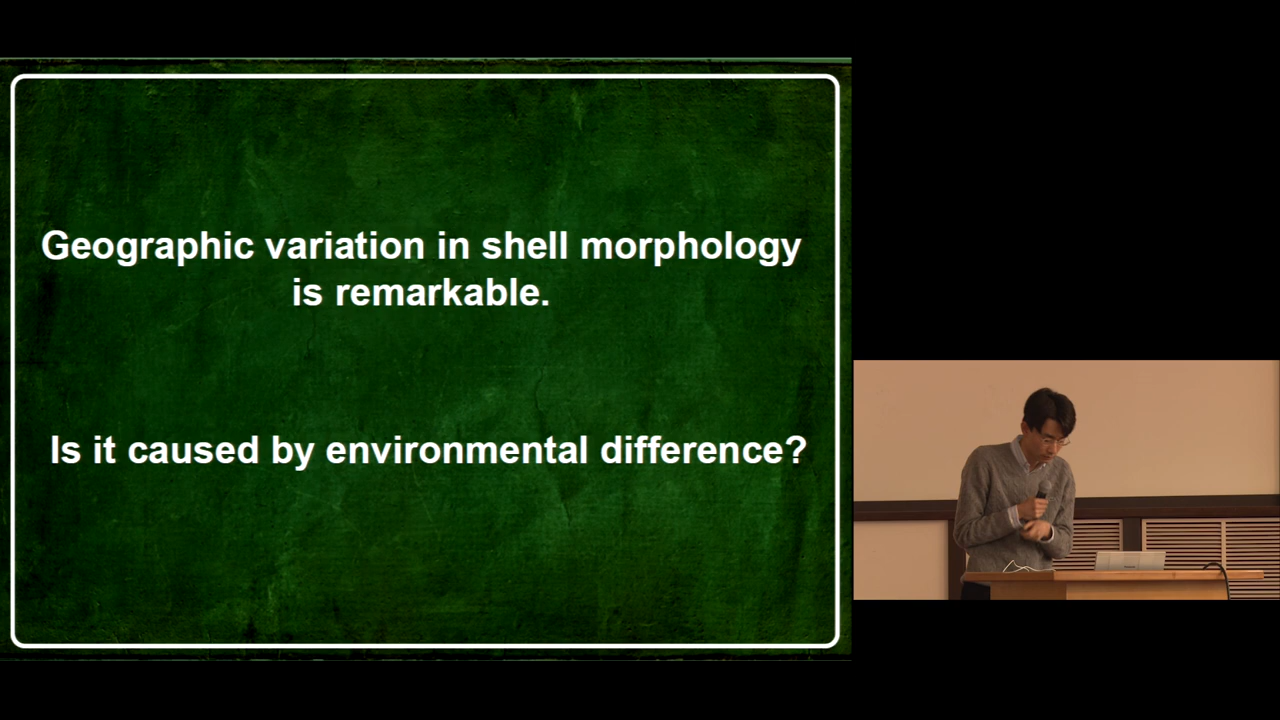 Geographic variation in shell morphology
is remarkable.
Is it caused by environmental difference?